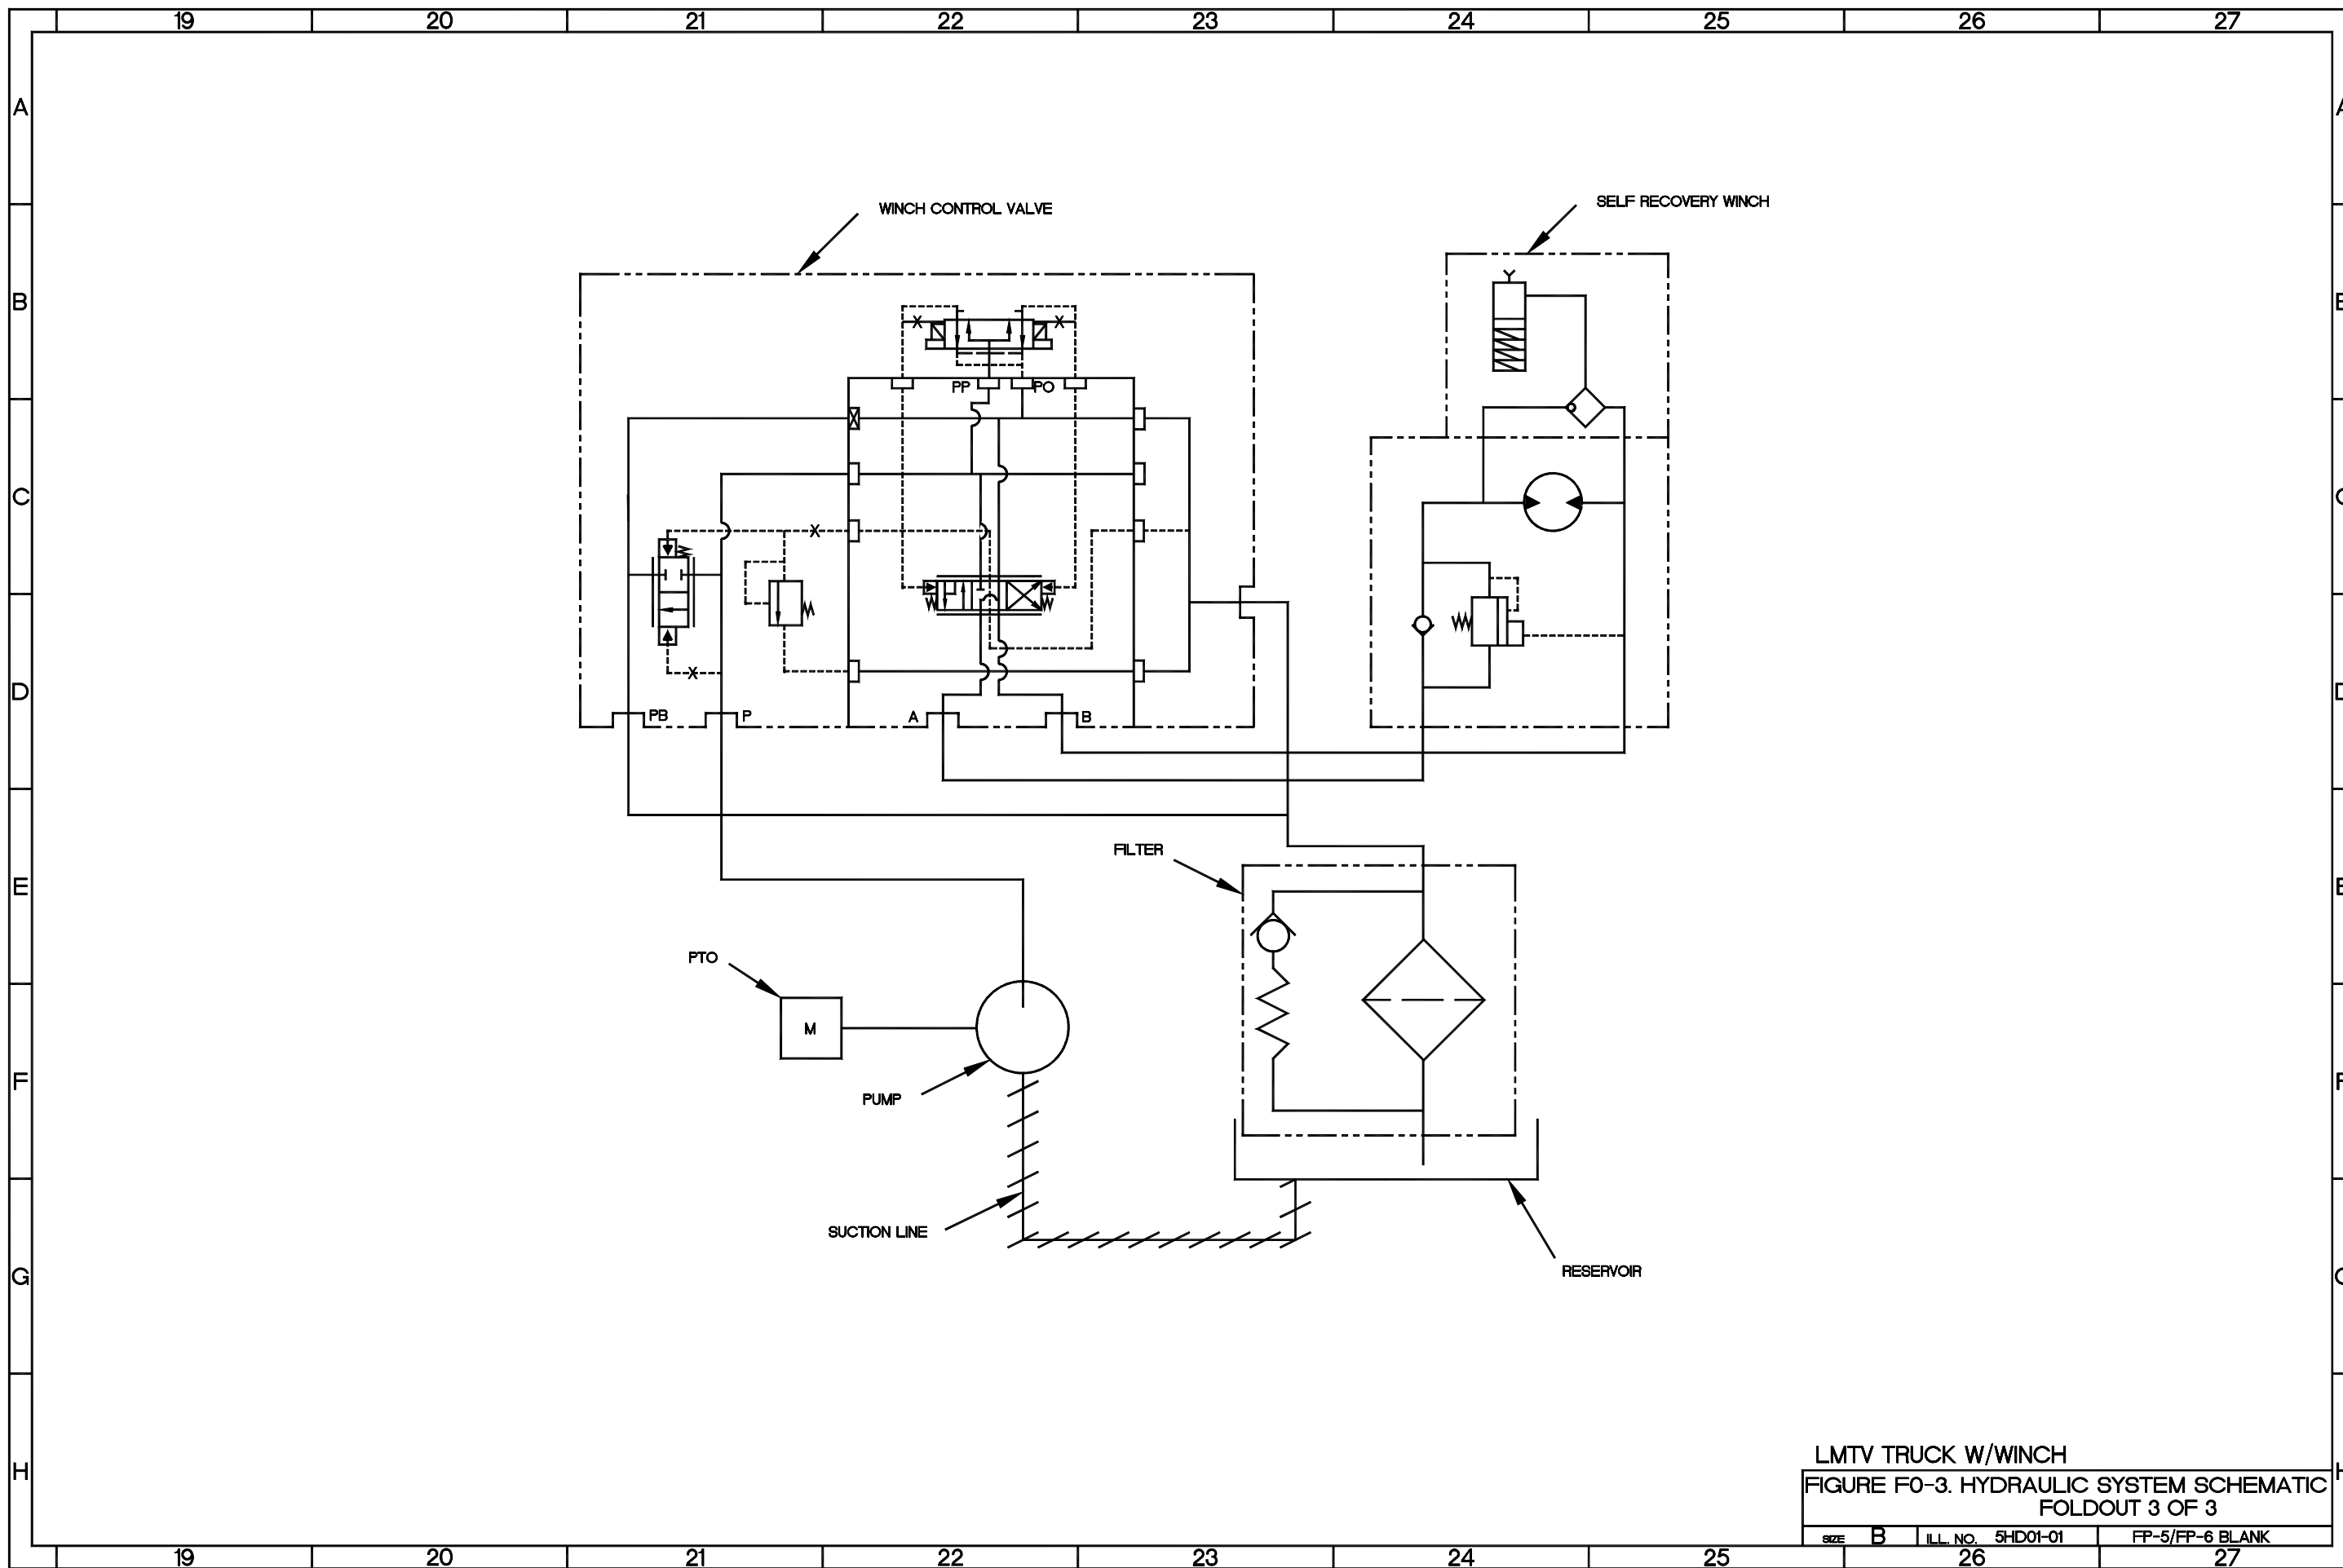 19 20 21 22 23 24 25 26 27
A A
WINCH CONTROL VALVE
SELF RECOVERY WINCH
B B
X X
PP PO
X
C C
X
X
D D
PB P A B
FILTER
E E
PTO
M
F F
PUMP
SUCTION LINE
RESERVOIR
G G
LMTV TRUCK W/WINCH
H H
FIGURE FO-3. HYDRAULIC SYSTEM SCHEMATIC
FOLDOUT 3 OF 3
SIZE B ILL. NO. 5HD01-01 FP-5/FP-6 BLANK
19 20 21 22 23 24 25 26 27